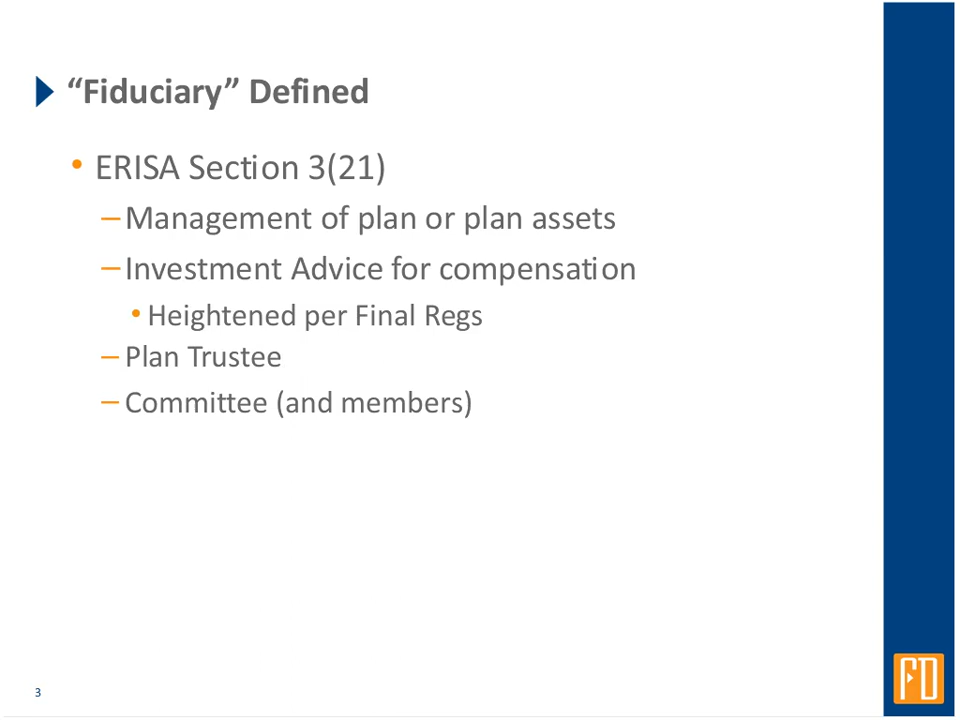 “Fiduciary” Defined
• ERISA Section 3(21)
– Management of plan or plan assets
– Investment Advice for compensation
• Heightened per Final Regs
– Plan Trustee
– Committee (and members)
3
FD